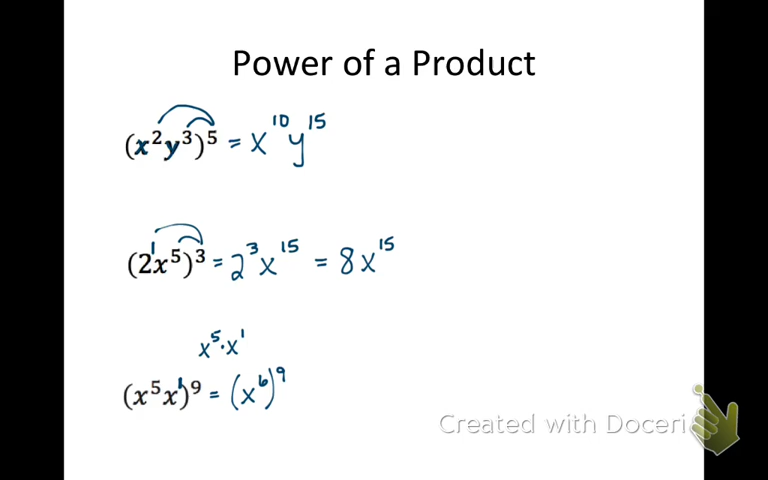 Power of a Product
(x²y³)⁵ = x¹⁰y¹⁵
(2¹x⁵)³ = 2³x¹⁵ = 8x¹⁵
x⁵·x¹
(x⁵x¹)⁹ = (x⁶)⁹
Created with Doceri